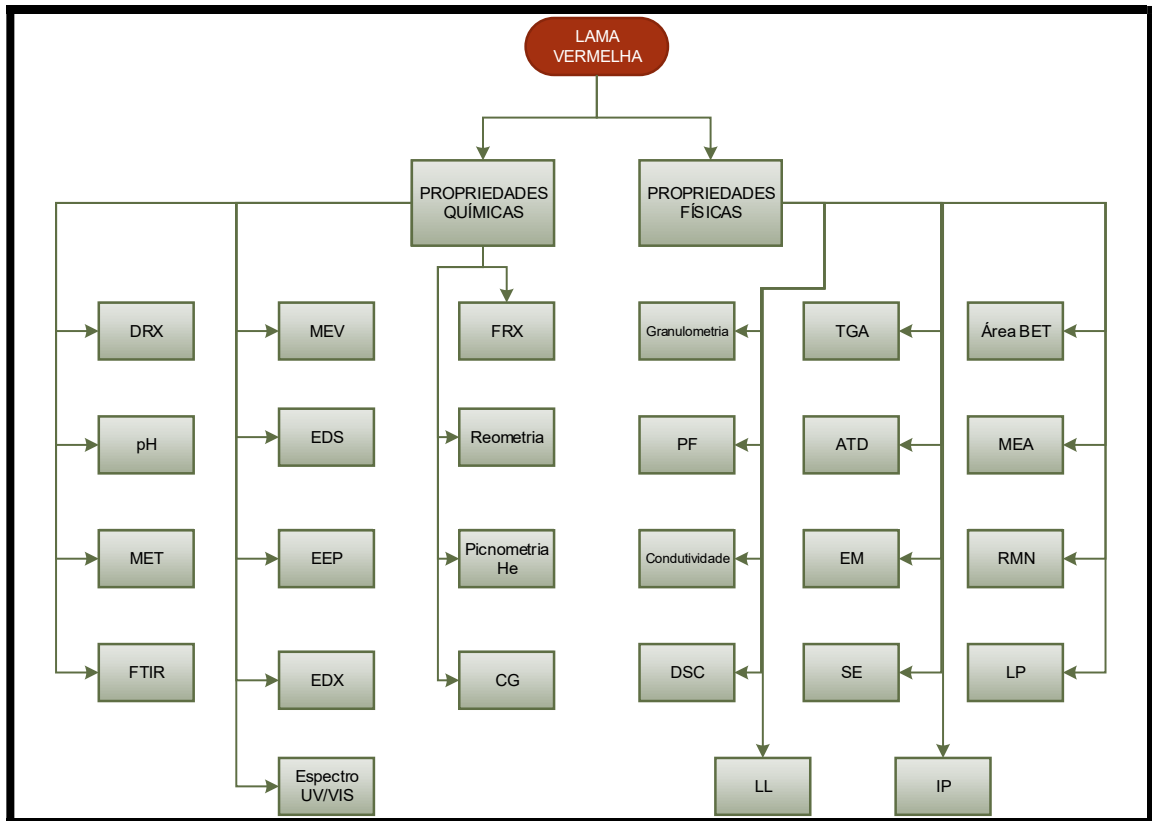 LAMA
VERMELHA
PROPRIEDADES
QUÍMICAS
PROPRIEDADES
FÍSICAS
DRX
MEV
FRX
Granulometria
TGA
Área BET
pH
EDS
Reometria
PF
ATD
MEA
MET
EEP
Picnometria
He
Condutividade
EM
RMN
FTIR
EDX
CG
DSC
SE
LP
Espectro
UV/VIS
LL
IP